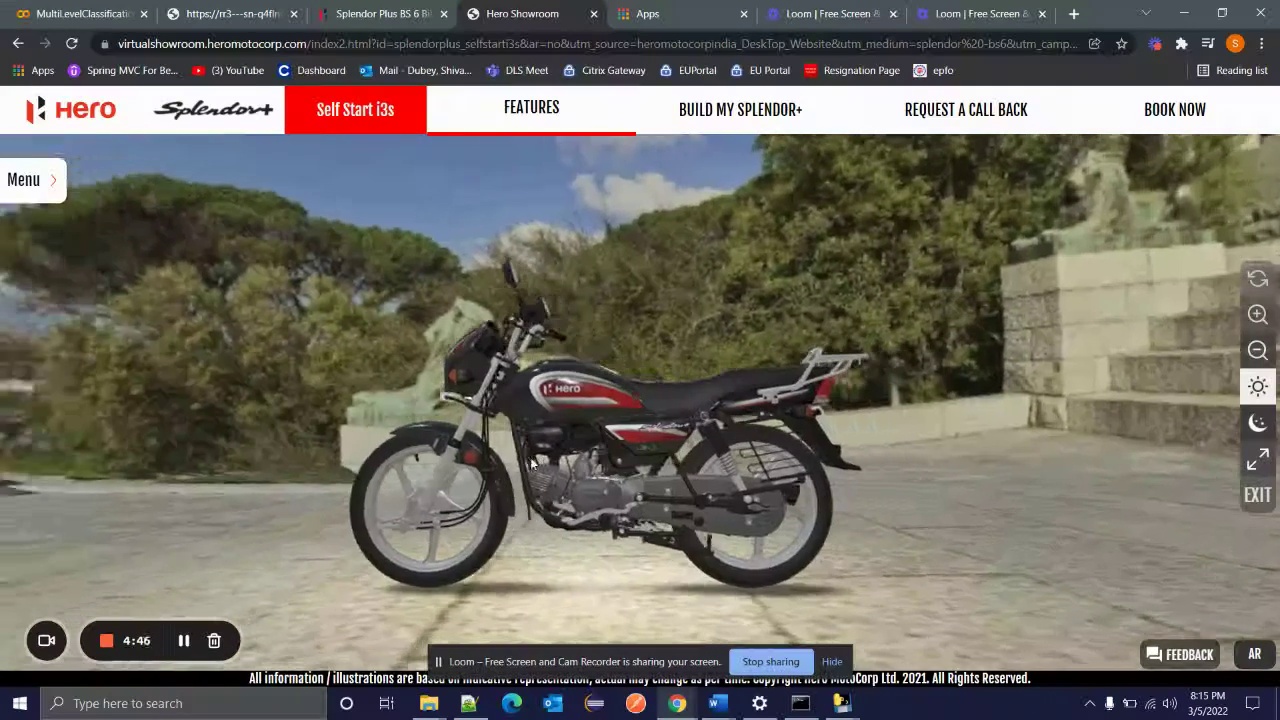 MultiLevelClassificati
https://rr3---sn-q4flr
Splendor Plus BS 6 Bi
Hero Showroom
Apps
Loom | Free Screen &
Loom | Free Screen &
virtualshowroom.heromotocorp.com/index2.html?id=splendorplus_selfstarti3s&ar=no&utm_source=heromotocorpindia_DeskTop_Website&utm_medium=splendor%20-bs6&utm_camp...
Apps
Spring MVC For Be...
(3) YouTube
Dashboard
Mail - Dubey, Shiva...
DLS Mont
Citrix Gateway
EUPortal
EU Portal
Resignation Page
epfo
Reading list
Hero
Splendor+
Self Start i3s
FEATURES
BUILD MY SPLENDOR+
REQUEST A CALL BACK
BOOK NOW
Menu
Hero
EXIT
4:46
Loom – Free Screen and Cam Recorder is sharing your screen.
Stop sharing
Hide
FEEDBACK
AR
All information / illustrations are based on indicative representation, actual may change as per time. Copyright Hero MotoCorp Ltd. 2021. All Rights Reserved.
Type here to search
8:15 PM
3/5/2022